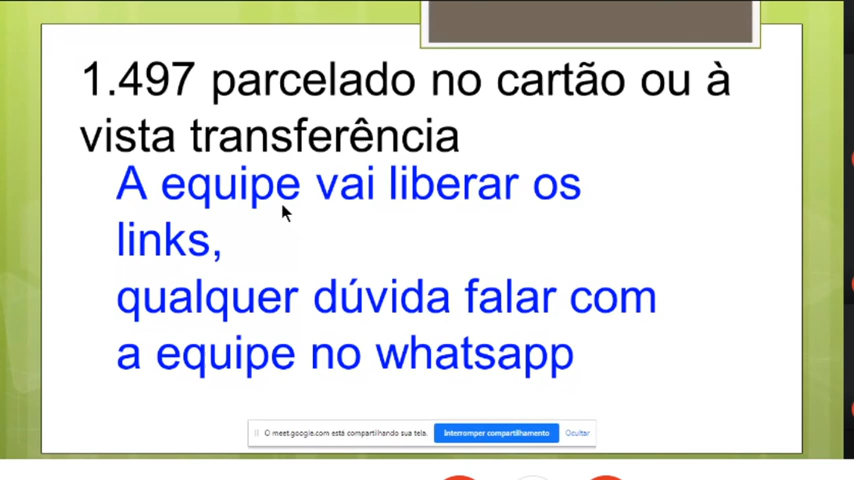 1.497 parcelado no cartão ou à
vista transferência
A equipe vai liberar os
links,
qualquer dúvida falar com
a equipe no whatsapp
O meet.google.com está compartilhando sua tela. Interromper compartilhamento Ocultar